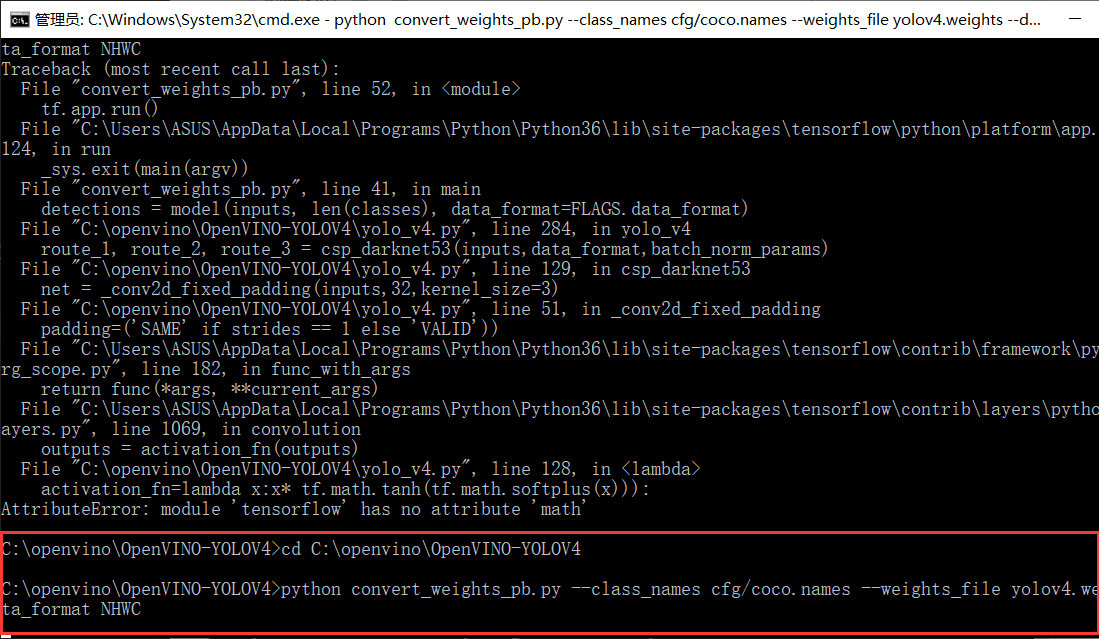 管理员: C:\Windows\System32\cmd.exe - python  convert_weights_pb.py --class_names cfg/coco.names --weights_file yolov4.weights --d...
ta_format NHWC
Traceback (most recent call last):
  File "convert_weights_pb.py", line 52, in <module>
    tf.app.run()
  File "C:\Users\ASUS\AppData\Local\Programs\Python\Python36\lib\site-packages\tensorflow\python\platform\app.
124, in run
    _sys.exit(main(argv))
  File "convert_weights_pb.py", line 41, in main
    detections = model(inputs, len(classes), data_format=FLAGS.data_format)
  File "C:\openvino\OpenVINO-YOLOV4\yolo_v4.py", line 284, in yolo_v4
    route_1, route_2, route_3 = csp_darknet53(inputs,data_format,batch_norm_params)
  File "C:\openvino\OpenVINO-YOLOV4\yolo_v4.py", line 129, in csp_darknet53
    net = _conv2d_fixed_padding(inputs,32,kernel_size=3)
  File "C:\openvino\OpenVINO-YOLOV4\yolo_v4.py", line 51, in _conv2d_fixed_padding
    padding=('SAME' if strides == 1 else 'VALID'))
  File "C:\Users\ASUS\AppData\Local\Programs\Python\Python36\lib\site-packages\tensorflow\contrib\framework\py
rg_scope.py", line 182, in func_with_args
    return func(*args, **current_args)
  File "C:\Users\ASUS\AppData\Local\Programs\Python\Python36\lib\site-packages\tensorflow\contrib\layers\pytho
ayers.py", line 1069, in convolution
    outputs = activation_fn(outputs)
  File "C:\openvino\OpenVINO-YOLOV4\yolo_v4.py", line 128, in <lambda>
    activation_fn=lambda x:x* tf.math.tanh(tf.math.softplus(x))):
AttributeError: module 'tensorflow' has no attribute 'math'
C:\openvino\OpenVINO-YOLOV4>cd C:\openvino\OpenVINO-YOLOV4
C:\openvino\OpenVINO-YOLOV4>python convert_weights_pb.py --class_names cfg/coco.names --weights_file yolov4.we
ta_format NHWC